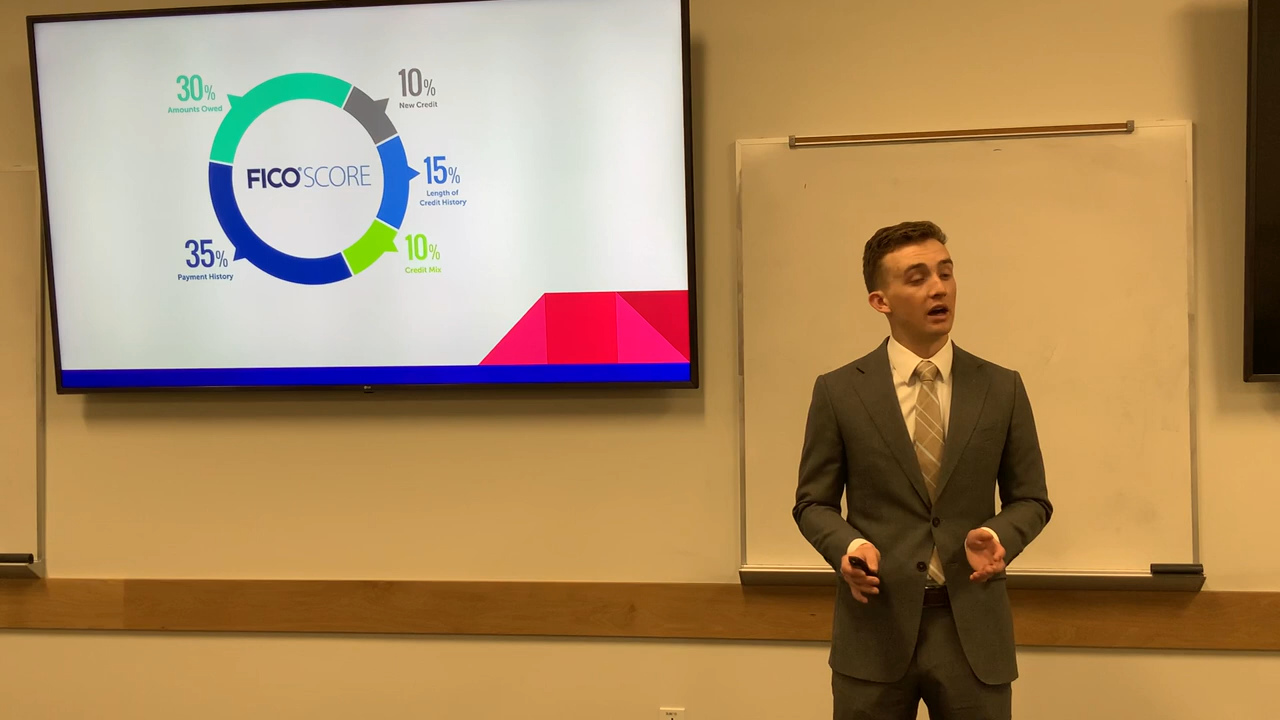 30%
Amounts Owed
10%
New Credit
FICO® SCORE
15%
Length of
Credit History
35%
Payment History
10%
Credit Mix